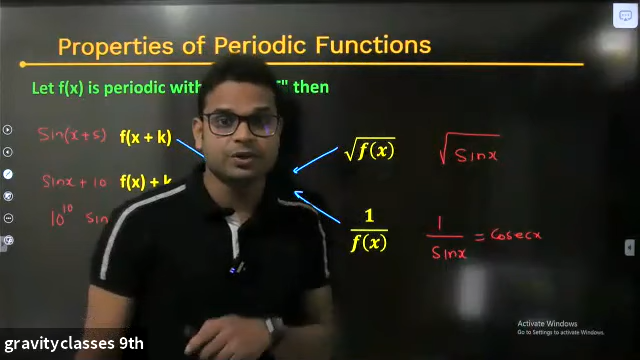 Properties of Periodic Functions
Let f(x) is periodic with "T" then
Sin(x+5) f(x + k)
√f(x) √Sinx
Sinx + 10 f(x) + k
10^10 Sin
1/f(x) 1/Sinx = cosecx
Activate Windows
Go to Settings to activate Windows.
gravityclasses 9th